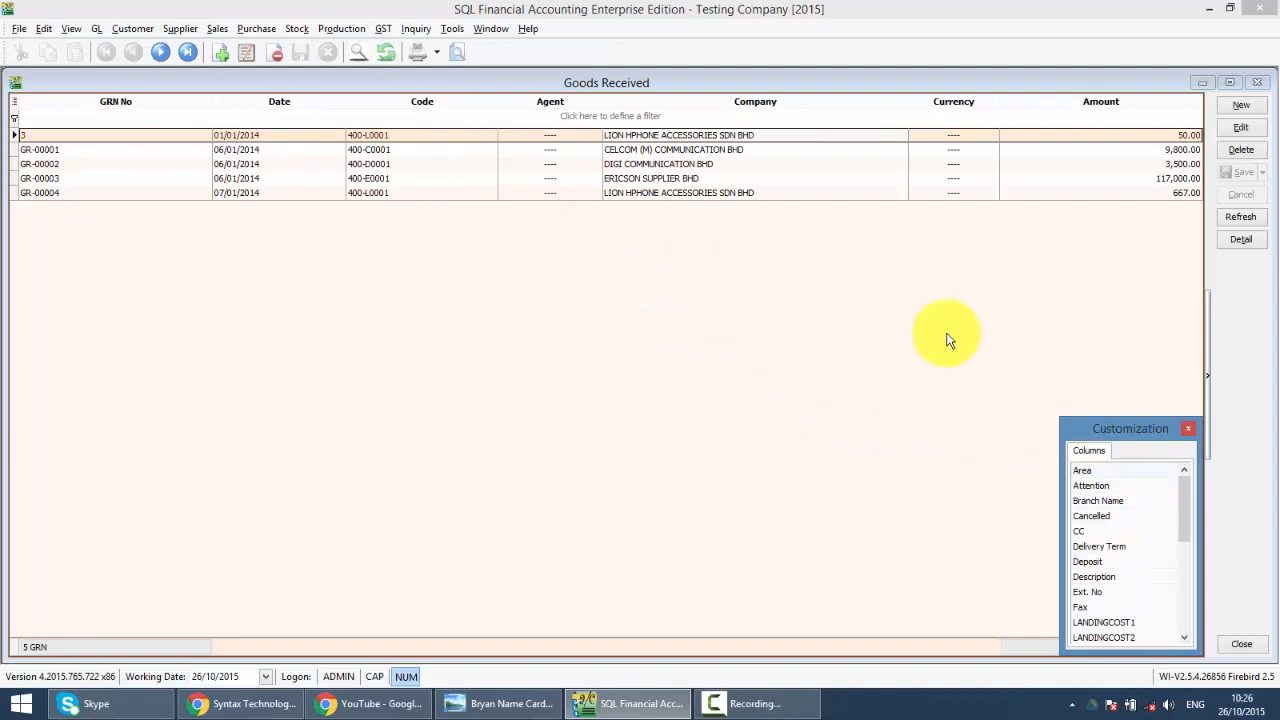 SQL Financial Accounting Enterprise Edition - Testing Company [2015]
File Edit View GL Customer Supplier Sales Purchase Stock Production GST Inquiry Tools Window Help
Goods Received
GRN No Date Code Agent Company Currency Amount
Click here to define a filter
3 01/01/2014 400-L0001 ---- LION HPHONE ACCESSORIES SDN BHD ---- 50.00
GR-00001 06/01/2014 400-C0001 ---- CELCOM (M) COMMUNICATION BHD ---- 9,800.00
GR-00002 06/01/2014 400-D0001 ---- DIGI COMMUNICATION BHD ---- 3,500.00
GR-00003 06/01/2014 400-E0001 ---- ERICSON SUPPLIER BHD ---- 117,000.00
GR-00004 07/01/2014 400-L0001 ---- LION HPHONE ACCESSORIES SDN BHD ---- 667.00
New
Edit
Delete
Save
Cancel
Refresh
Detail
Customization
Columns
Area
Attention
Branch Name
Cancelled
CC
Delivery Term
Deposit
Description
Ext. No
Fax
LANDINGCOST1
LANDINGCOST2
5 GRN
Close
Version 4.2015.765.722 x86 Working Date: 26/10/2015 Logon: ADMIN CAP NUM WI-V2.5.4.26856 Firebird 2.5
Skype Syntax Technolog... YouTube - Googl... Bryan Name Card... SQL Financial Acc... Recording... ENG
10:26
26/10/2015